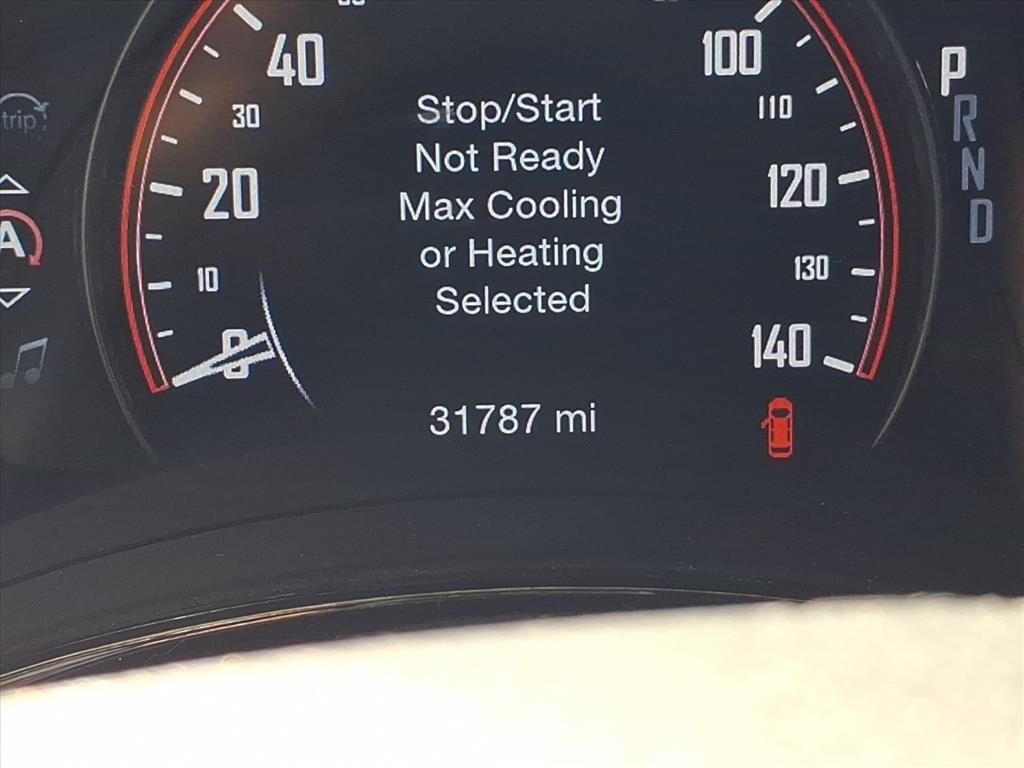 40
100
P
trip
30
Stop/Start
110
R
Not Ready
N
20
Max Cooling
120
D
A
or Heating
10
Selected
130
0
140
31787 mi